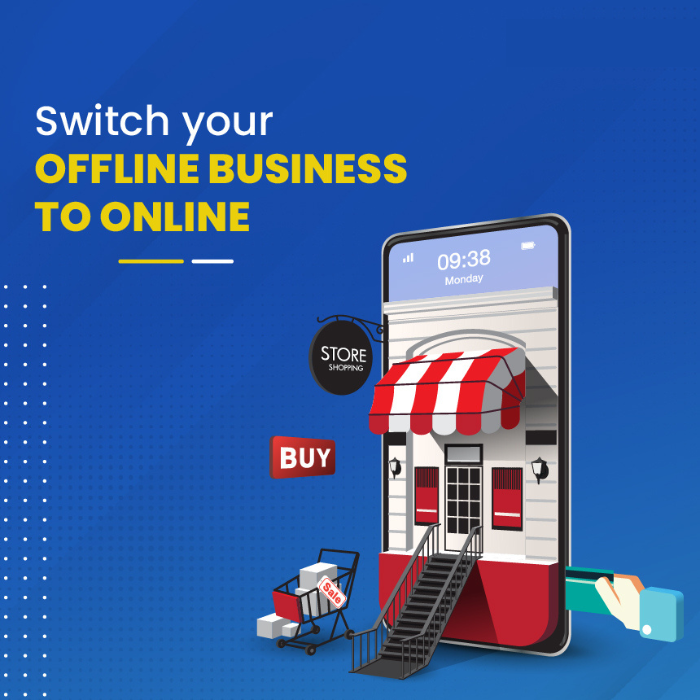 Switch your
OFFLINE BUSINESS
TO ONLINE
09:38
Monday
STORE
SHOPPING
BUY
Sale